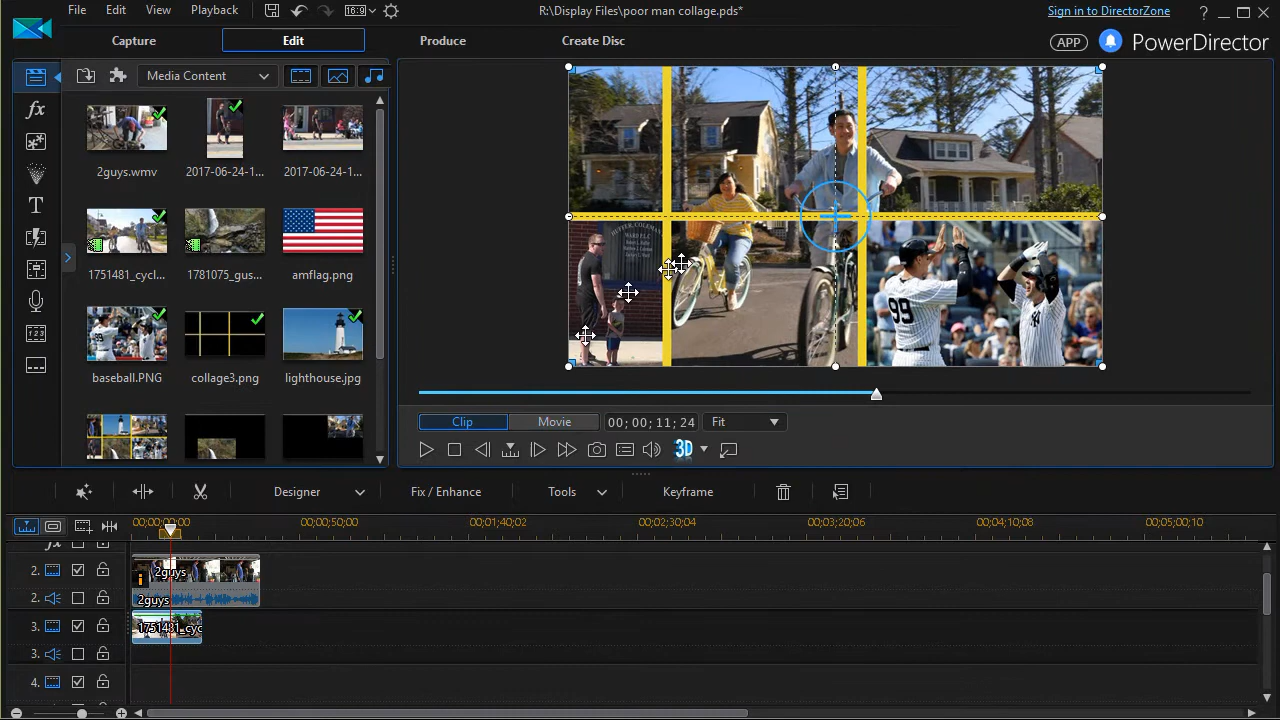 File Edit View Playback 16:9 R:\Display Files\poor man collage.pds* Sign in to DirectorZone ?
Capture Edit Produce Create Disc APP PowerDirector
Media Content
fx
T
2guys.wmv 2017-06-24-1... 2017-06-24-1...
1751481_cycl... 1781075_gus... amflag.png
baseball.PNG collage3.png lighthouse.jpg
99 44
Clip Movie 00; 00; 11; 24 Fit
3D
Designer Fix / Enhance Tools Keyframe
00;00;00;00 00;00;50;00 00;01;40;02 00;02;30;04 00;03;20;06 00;04;10;08 00;05;00;10
fx
2. 2guys
2. 2guys
3. 1751481_cyc
3.
4.